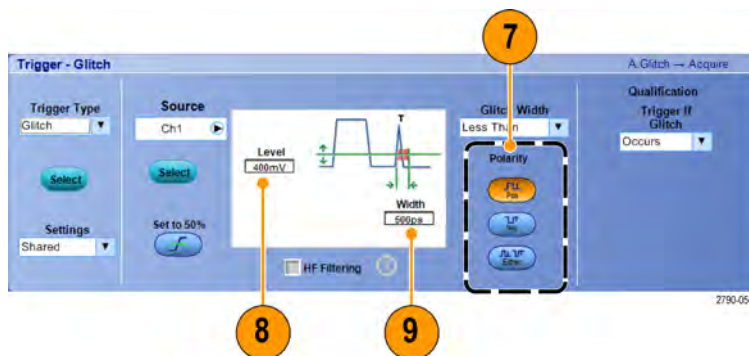 7
Trigger - Glitch
A:Glitch → Acquire
Trigger Type
Glitch
Select
Settings
Shared
Source
Ch1
Select
Set to 50%
Level
400mV
T
Width
500ps
HF Filtering
Glitch Width
Less Than
Polarity
Pos
Neg
Either
Qualification
Trigger If
Glitch
Occurs
8
9
2790-05